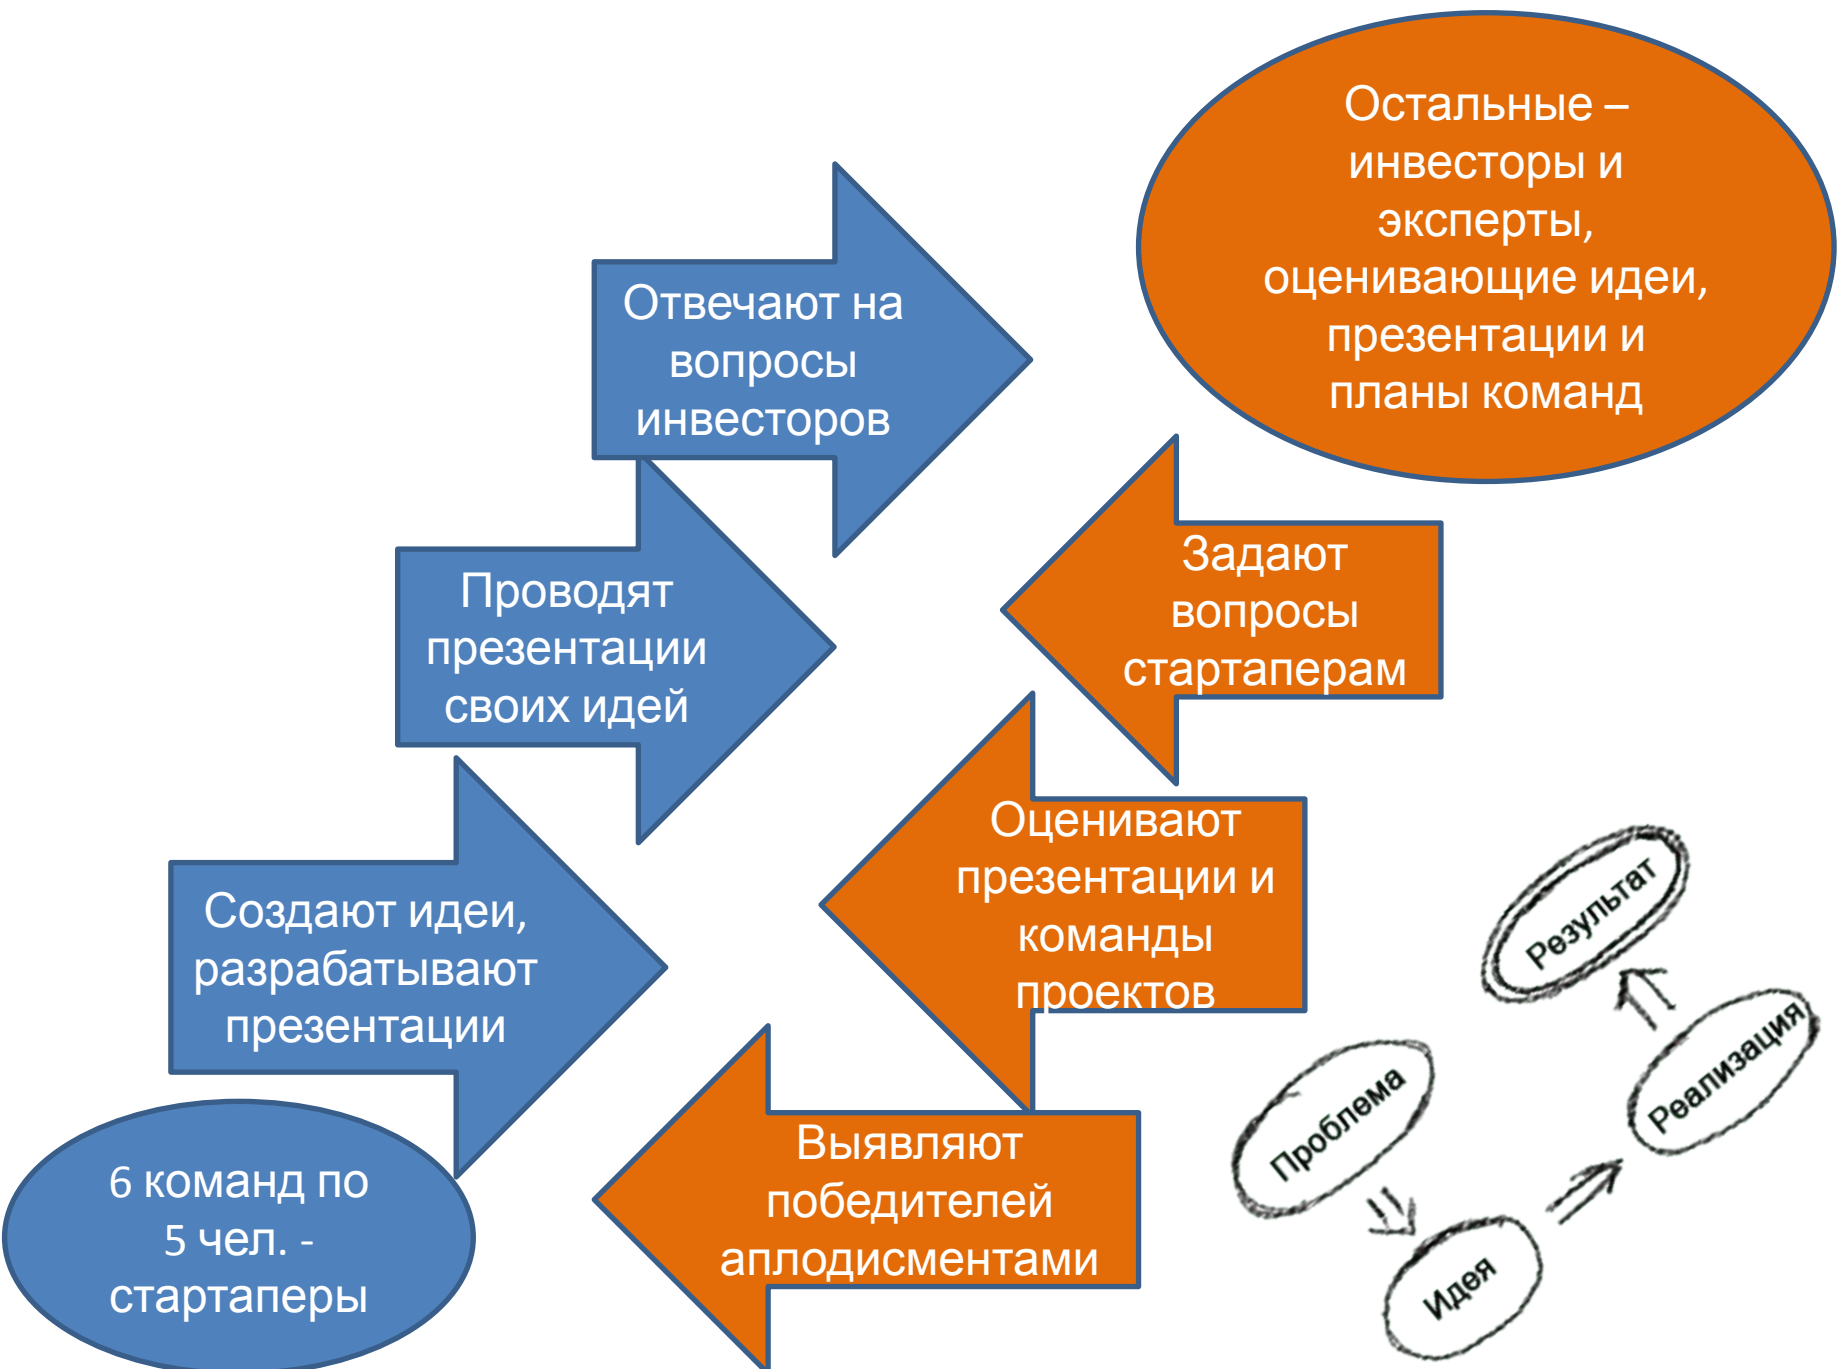 Остальные –
инвесторы и
эксперты,
оценивающие идеи,
презентации и
планы команд
Отвечают на
вопросы
инвесторов
Задают
вопросы
стартаперам
Проводят
презентации
своих идей
Оценивают
презентации и
команды
проектов
Создают идеи,
разрабатывают
презентации
Выявляют
победителей
аплодисментами
6 команд по
5 чел. -
стартаперы
Проблема
Идея
Реализация
Результат